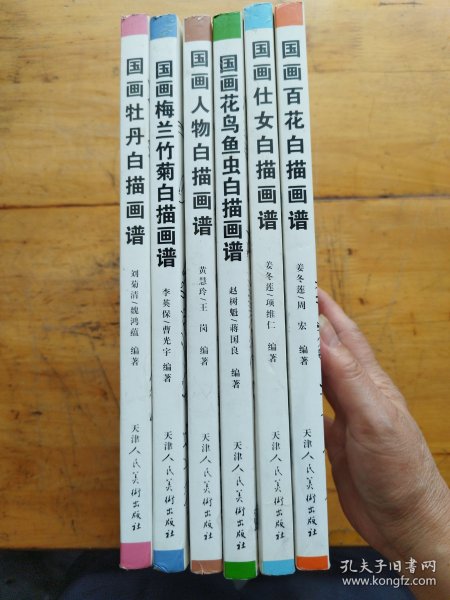 国画牡丹白描画谱
刘菊清/魏鸿蕴 编著
天津人民美術出版社
国画梅兰竹菊白描画谱
李英保/曹光宇 编著
天津人民美術出版社
国画人物白描画谱
黄慧玲/王岗 编著
天津人民美術出版社
国画花鸟鱼虫白描画谱
赵树魁/蒋国良 编著
天津人民美術出版社
国画仕女白描画谱
姜冬莲/项维仁 编著
天津人民美術出版社
国画百花白描画谱
姜冬莲/周宏 编著
天津人民美術出版社
孔夫子旧书网
www.kongfz.com